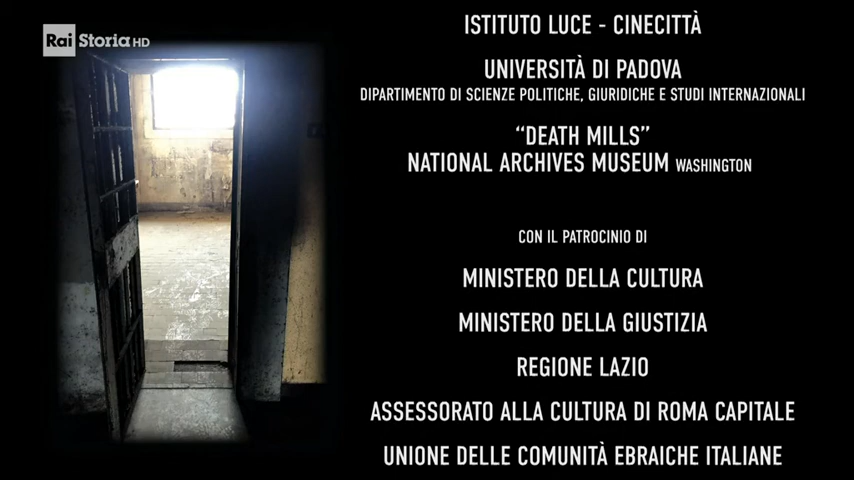 Rai Storia HD
ISTITUTO LUCE - CINECITTÀ
UNIVERSITÀ DI PADOVA
DIPARTIMENTO DI SCIENZE POLITICHE, GIURIDICHE E STUDI INTERNAZIONALI
“DEATH MILLS”
NATIONAL ARCHIVES MUSEUM WASHINGTON
CON IL PATROCINIO DI
MINISTERO DELLA CULTURA
MINISTERO DELLA GIUSTIZIA
REGIONE LAZIO
ASSESSORATO ALLA CULTURA DI ROMA CAPITALE
UNIONE DELLE COMUNITÀ EBRAICHE ITALIANE